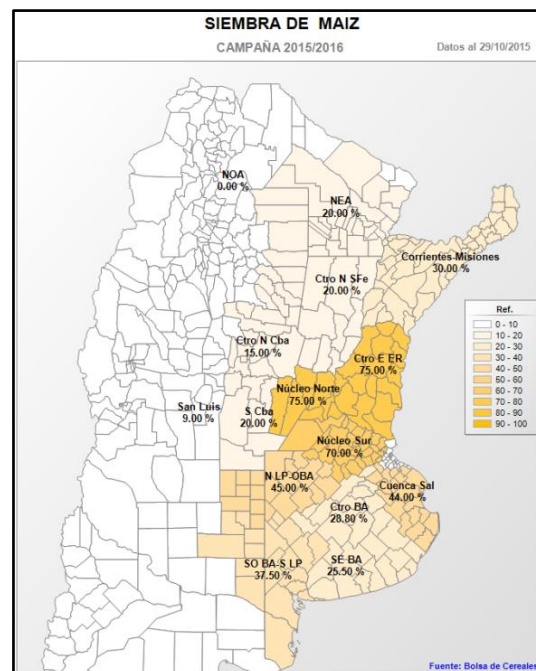 SIEMBRA DE MAIZ
CAMPAÑA 2015/2016
Datos al 29/10/2015
NOA
0.00 %
NEA
20.00 %
Corrientes-Misiones
30.00 %
Ctro N SFe
20.00 %
Ctro N Cba
15.00 %
Ctro E ER
75.00 %
Núcleo Norte
75.00 %
San Luis
9.00 %
S Cba
20.00 %
Núcleo Sur
70.00 %
N LP-OBA
45.00 %
Cuenca Sal
44.00 %
Ctro BA
28.80 %
SO BA-S LP
37.50 %
SE BA
25.50 %
Ref.
0 - 10
10 - 20
20 - 30
30 - 40
40 - 50
50 - 60
60 - 70
70 - 80
80 - 90
90 - 100
Fuente: Bolsa de Cereales